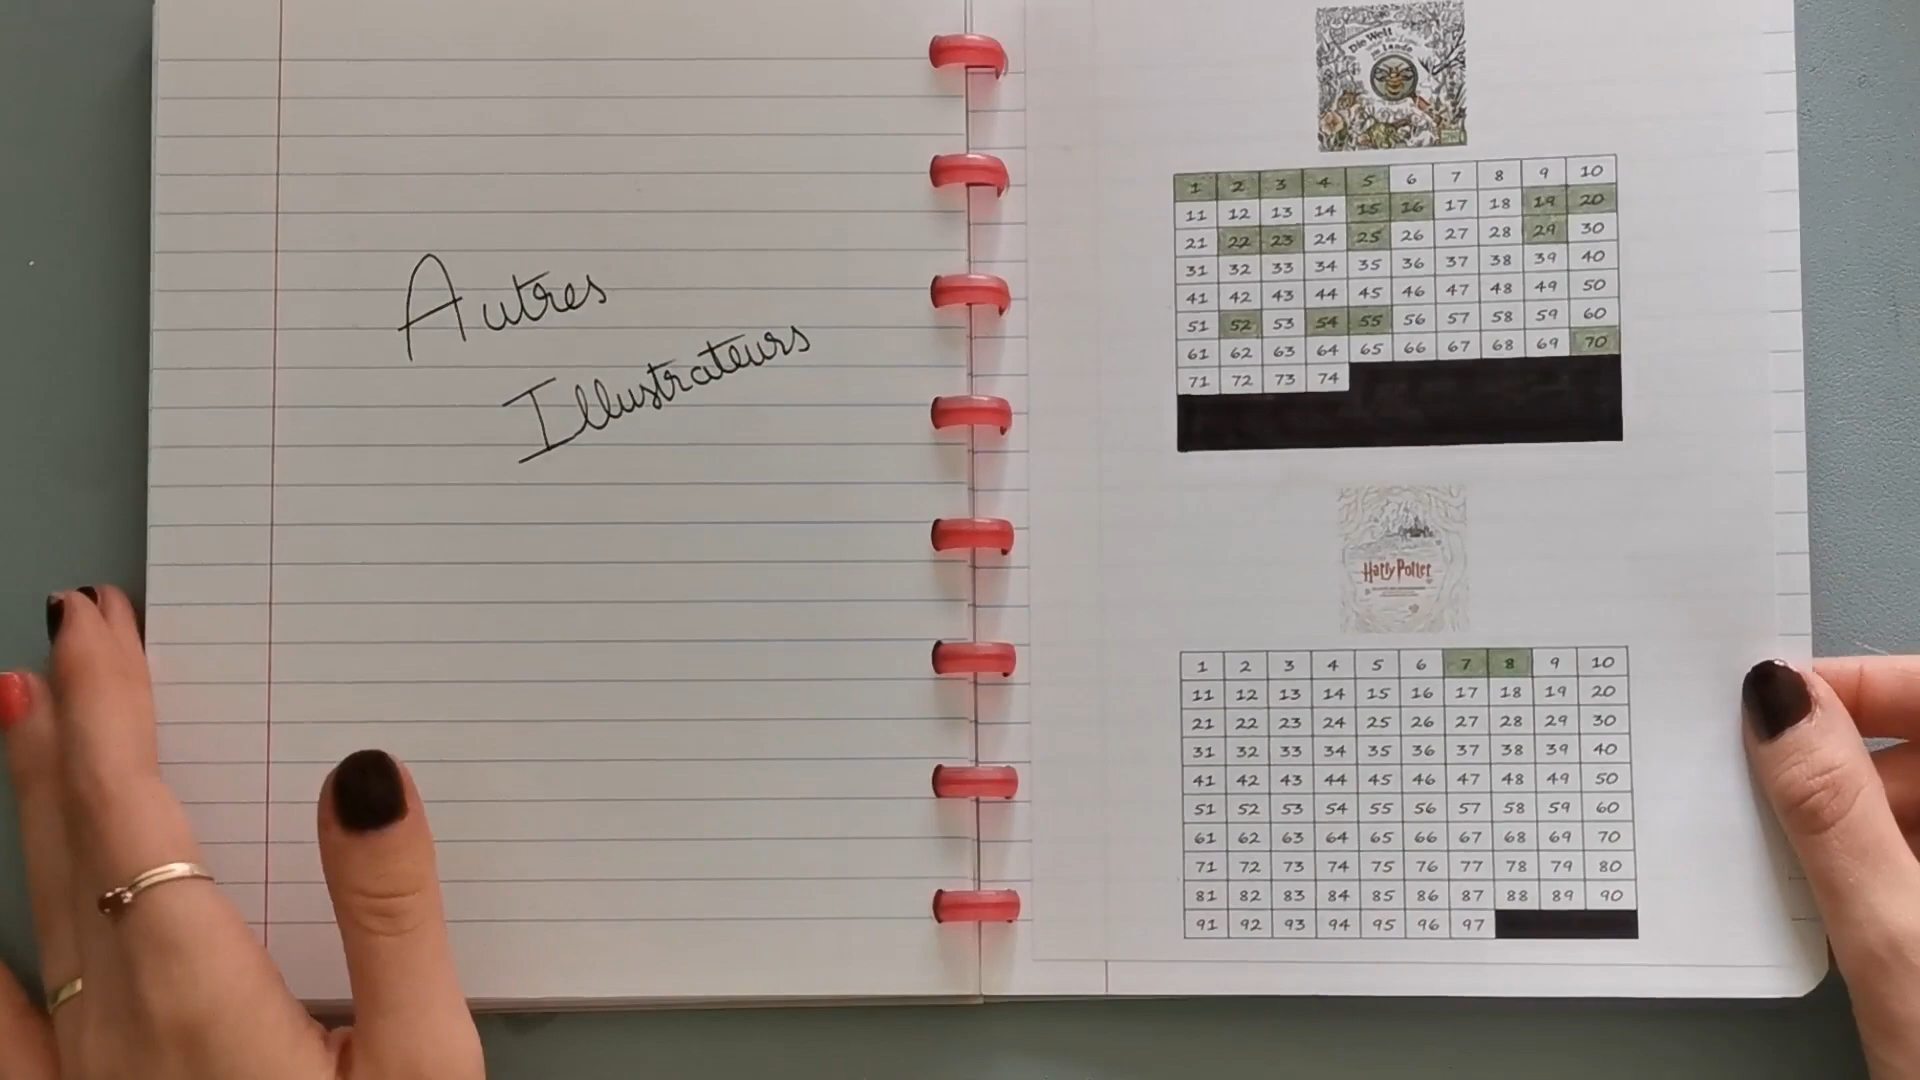 Autres
Illustrateurs
Die Welt
1 2 3 4 5 6 7 8 9 10
11 12 13 14 15 16 17 18 19 20
21 22 23 24 25 26 27 28 29 30
31 32 33 34 35 36 37 38 39 40
41 42 43 44 45 46 47 48 49 50
51 52 53 54 55 56 57 58 59 60
61 62 63 64 65 66 67 68 69 70
71 72 73 74
Harry Potter
1 2 3 4 5 6 7 8 9 10
11 12 13 14 15 16 17 18 19 20
21 22 23 24 25 26 27 28 29 30
31 32 33 34 35 36 37 38 39 40
41 42 43 44 45 46 47 48 49 50
51 52 53 54 55 56 57 58 59 60
61 62 63 64 65 66 67 68 69 70
71 72 73 74 75 76 77 78 79 80
81 82 83 84 85 86 87 88 89 90
91 92 93 94 95 96 97